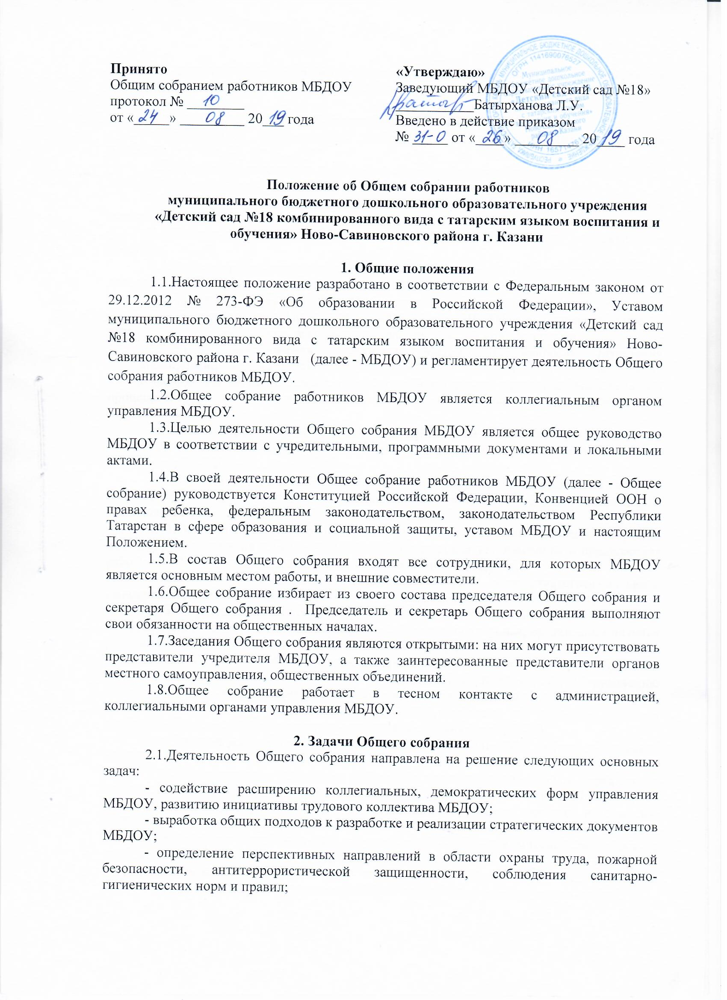 Принято
Общим собранием работников МБДОУ
протокол № 10
от «24» 08 2019 года
«Утверждаю»
Заведующий МБДОУ «Детский сад №18»
Батырханова Л.У.
Введено в действие приказом
№ 31-О от «26» 08 2019 года
ОГРН 1141690076527
Положение об Общем собрании работников
муниципального бюджетного дошкольного образовательного учреждения
«Детский сад №18 комбинированного вида с татарским языком воспитания и
обучения» Ново-Савиновского района г. Казани
1. Общие положения
1.1.Настоящее положение разработано в соответствии с Федеральным законом от
29.12.2012 № 273-ФЭ «Об образовании в Российской Федерации», Уставом
муниципального бюджетного дошкольного образовательного учреждения «Детский сад
№18 комбинированного вида с татарским языком воспитания и обучения» Ново-
Савиновского района г. Казани (далее - МБДОУ) и регламентирует деятельность Общего
собрания работников МБДОУ.
1.2.Общее собрание работников МБДОУ является коллегиальным органом
управления МБДОУ.
1.3.Целью деятельности Общего собрания МБДОУ является общее руководство
МБДОУ в соответствии с учредительными, программными документами и локальными
актами.
1.4.В своей деятельности Общее собрание работников МБДОУ (далее - Общее
собрание) руководствуется Конституцией Российской Федерации, Конвенцией ООН о
правах ребенка, федеральным законодательством, законодательством Республики
Татарстан в сфере образования и социальной защиты, уставом МБДОУ и настоящим
Положением.
1.5.В состав Общего собрания входят все сотрудники, для которых МБДОУ
является основным местом работы, и внешние совместители.
1.6.Общее собрание избирает из своего состава председателя Общего собрания и
секретаря Общего собрания . Председатель и секретарь Общего собрания выполняют
свои обязанности на общественных началах.
1.7.Заседания Общего собрания являются открытыми: на них могут присутствовать
представители учредителя МБДОУ, а также заинтересованные представители органов
местного самоуправления, общественных объединений.
1.8.Общее собрание работает в тесном контакте с администрацией,
коллегиальными органами управления МБДОУ.
2. Задачи Общего собрания
2.1.Деятельность Общего собрания направлена на решение следующих основных
задач:
- содействие расширению коллегиальных, демократических форм управления
МБДОУ, развитию инициативы трудового коллектива МБДОУ;
- выработка общих подходов к разработке и реализации стратегических документов
МБДОУ;
- определение перспективных направлений в области охраны труда, пожарной
безопасности, антитеррористической защищенности, соблюдения санитарно-
гигиенических норм и правил;